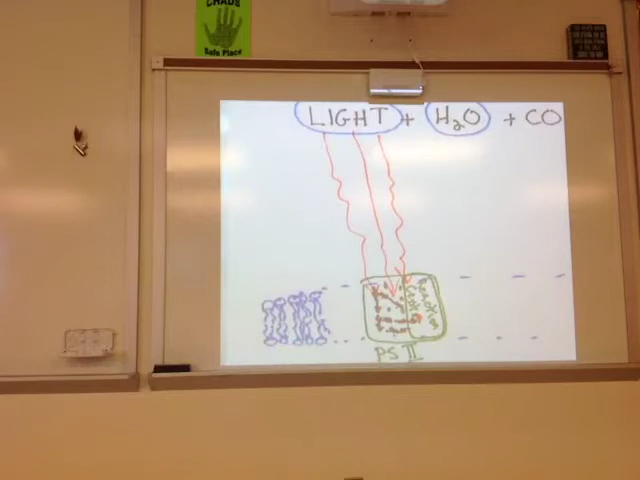 CHADS
Safe Place
LIGHT + H₂O + CO
PS II